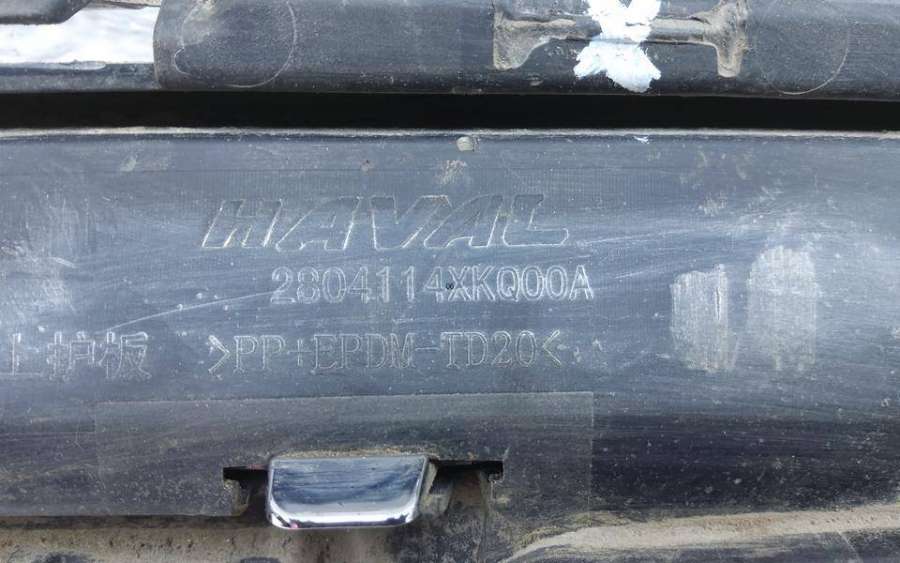 HAVAL
2804114XKQ00A
上护板 >PP+EPDM-TD20<